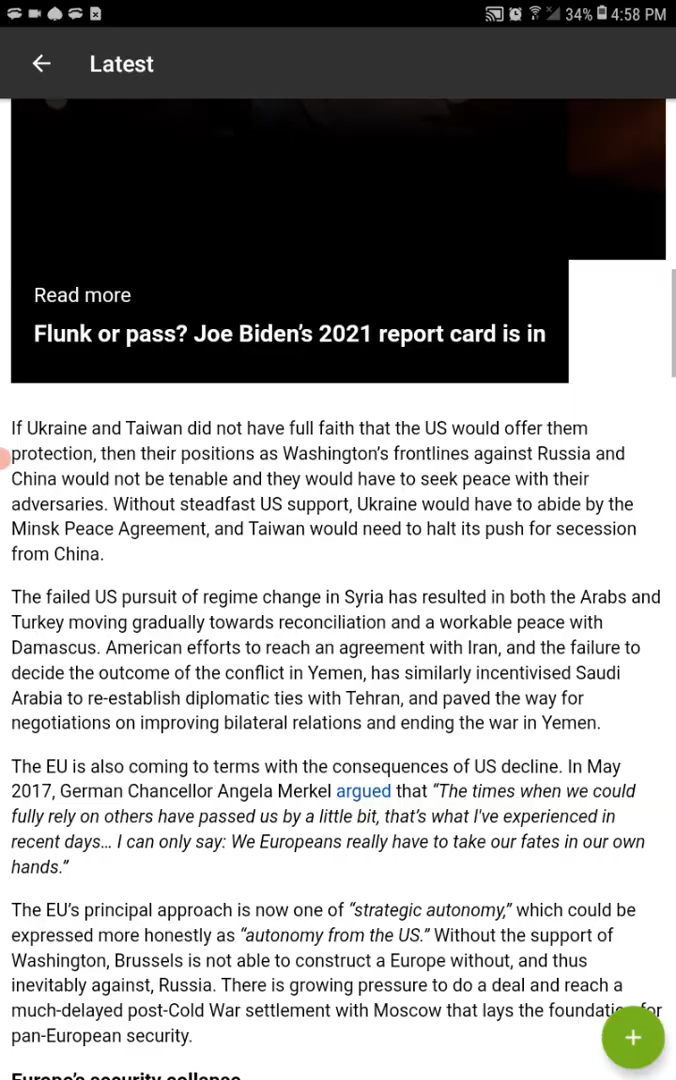 34% 4:58 PM
Latest
Read more
Flunk or pass? Joe Biden’s 2021 report card is in
If Ukraine and Taiwan did not have full faith that the US would offer them
protection, then their positions as Washington’s frontlines against Russia and
China would not be tenable and they would have to seek peace with their
adversaries. Without steadfast US support, Ukraine would have to abide by the
Minsk Peace Agreement, and Taiwan would need to halt its push for secession
from China.
The failed US pursuit of regime change in Syria has resulted in both the Arabs and
Turkey moving gradually towards reconciliation and a workable peace with
Damascus. American efforts to reach an agreement with Iran, and the failure to
decide the outcome of the conflict in Yemen, has similarly incentivised Saudi
Arabia to re-establish diplomatic ties with Tehran, and paved the way for
negotiations on improving bilateral relations and ending the war in Yemen.
The EU is also coming to terms with the consequences of US decline. In May
2017, German Chancellor Angela Merkel argued that “The times when we could
fully rely on others have passed us by a little bit, that’s what I've experienced in
recent days… I can only say: We Europeans really have to take our fates in our own
hands.”
The EU’s principal approach is now one of “strategic autonomy,” which could be
expressed more honestly as “autonomy from the US.” Without the support of
Washington, Brussels is not able to construct a Europe without, and thus
inevitably against, Russia. There is growing pressure to do a deal and reach a
much-delayed post-Cold War settlement with Moscow that lays the foundation for
pan-European security.
Europe’s security collapse